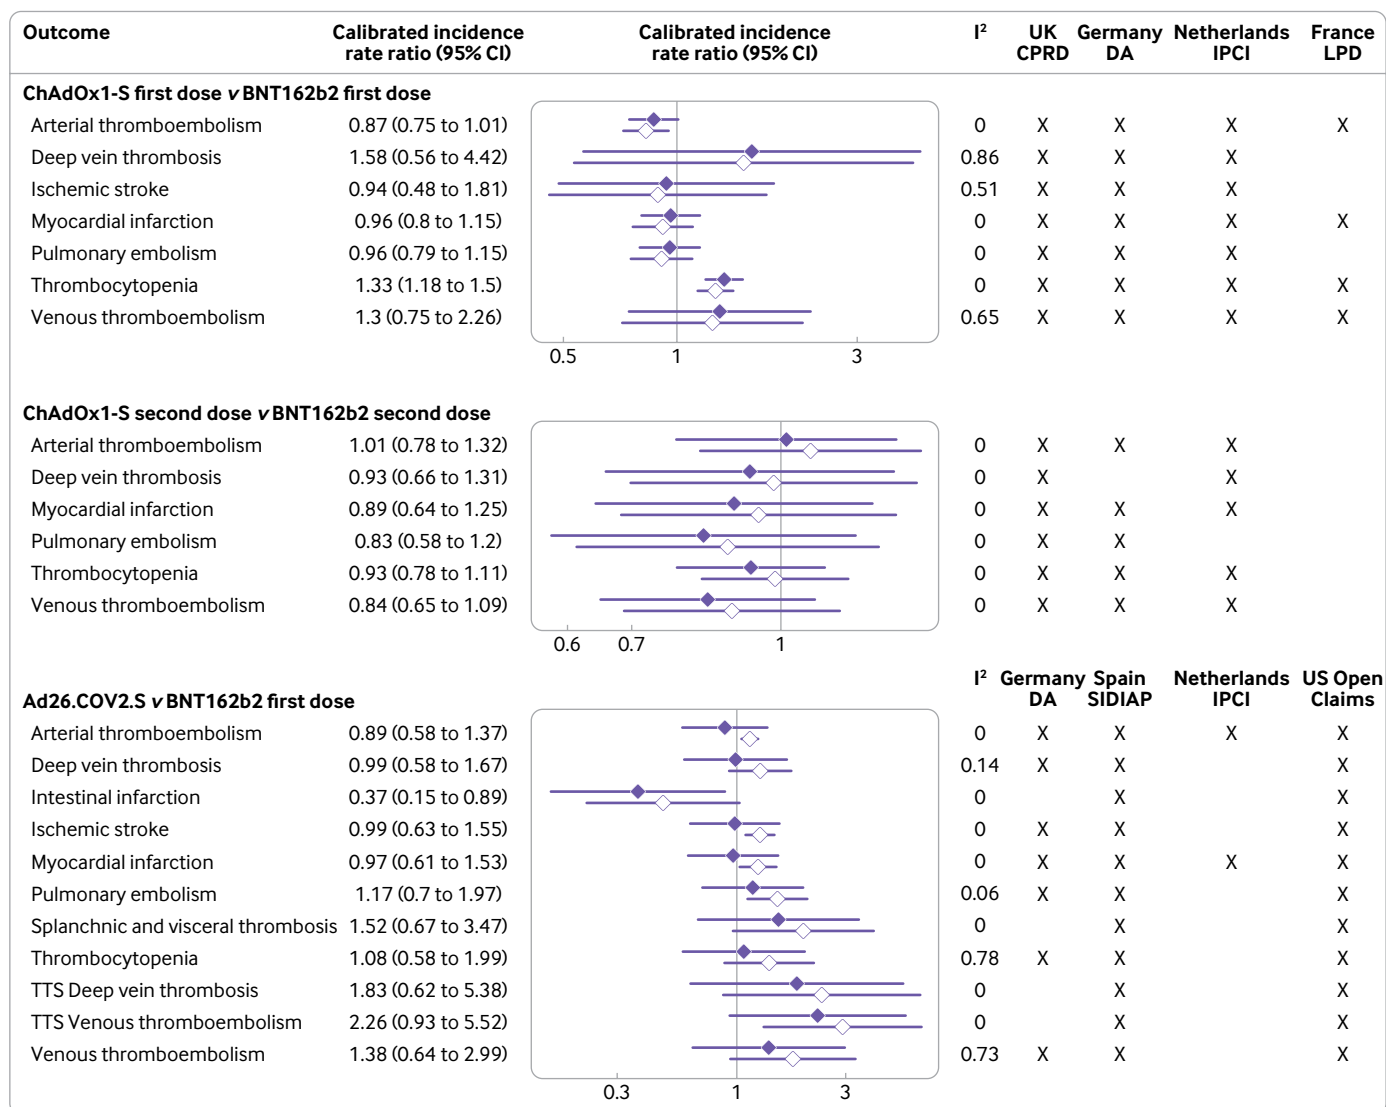 Outcome Calibrated incidence rate ratio (95% CI) Calibrated incidence rate ratio (95% CI) I² UK CPRD Germany DA Netherlands IPCI France LPD
ChAdOx1-S first dose v BNT162b2 first dose
Arterial thromboembolism 0.87 (0.75 to 1.01) 0 X X X X
Deep vein thrombosis 1.58 (0.56 to 4.42) 0.86 X X X
Ischemic stroke 0.94 (0.48 to 1.81) 0.51 X X X
Myocardial infarction 0.96 (0.8 to 1.15) 0 X X X X
Pulmonary embolism 0.96 (0.79 to 1.15) 0 X X X
Thrombocytopenia 1.33 (1.18 to 1.5) 0 X X X X
Venous thromboembolism 1.3 (0.75 to 2.26) 0.65 X X X X
0.5 1 3
ChAdOx1-S second dose v BNT162b2 second dose
Arterial thromboembolism 1.01 (0.78 to 1.32) 0 X X X
Deep vein thrombosis 0.93 (0.66 to 1.31) 0 X X
Myocardial infarction 0.89 (0.64 to 1.25) 0 X X X
Pulmonary embolism 0.83 (0.58 to 1.2) 0 X X
Thrombocytopenia 0.93 (0.78 to 1.11) 0 X X X
Venous thromboembolism 0.84 (0.65 to 1.09) 0 X X X
0.6 0.7 1
I² Germany DA Spain SIDIAP Netherlands IPCI US Open Claims
Ad26.COV2.S v BNT162b2 first dose
Arterial thromboembolism 0.89 (0.58 to 1.37) 0 X X X X
Deep vein thrombosis 0.99 (0.58 to 1.67) 0.14 X X X
Intestinal infarction 0.37 (0.15 to 0.89) 0 X X
Ischemic stroke 0.99 (0.63 to 1.55) 0 X X X
Myocardial infarction 0.97 (0.61 to 1.53) 0 X X X X
Pulmonary embolism 1.17 (0.7 to 1.97) 0.06 X X X
Splanchnic and visceral thrombosis 1.52 (0.67 to 3.47) 0 X X
Thrombocytopenia 1.08 (0.58 to 1.99) 0.78 X X X
TTS Deep vein thrombosis 1.83 (0.62 to 5.38) 0 X X
TTS Venous thromboembolism 2.26 (0.93 to 5.52) 0 X X
Venous thromboembolism 1.38 (0.64 to 2.99) 0.73 X X X
0.3 1 3